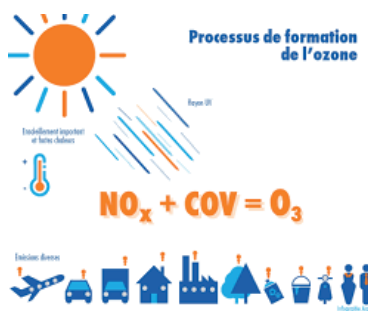 Processus de formation
de l'ozone
Rayon UV
Ensoleillement important
et fortes chaleurs
+
-
NOx + COV = O3
Emissions diverses